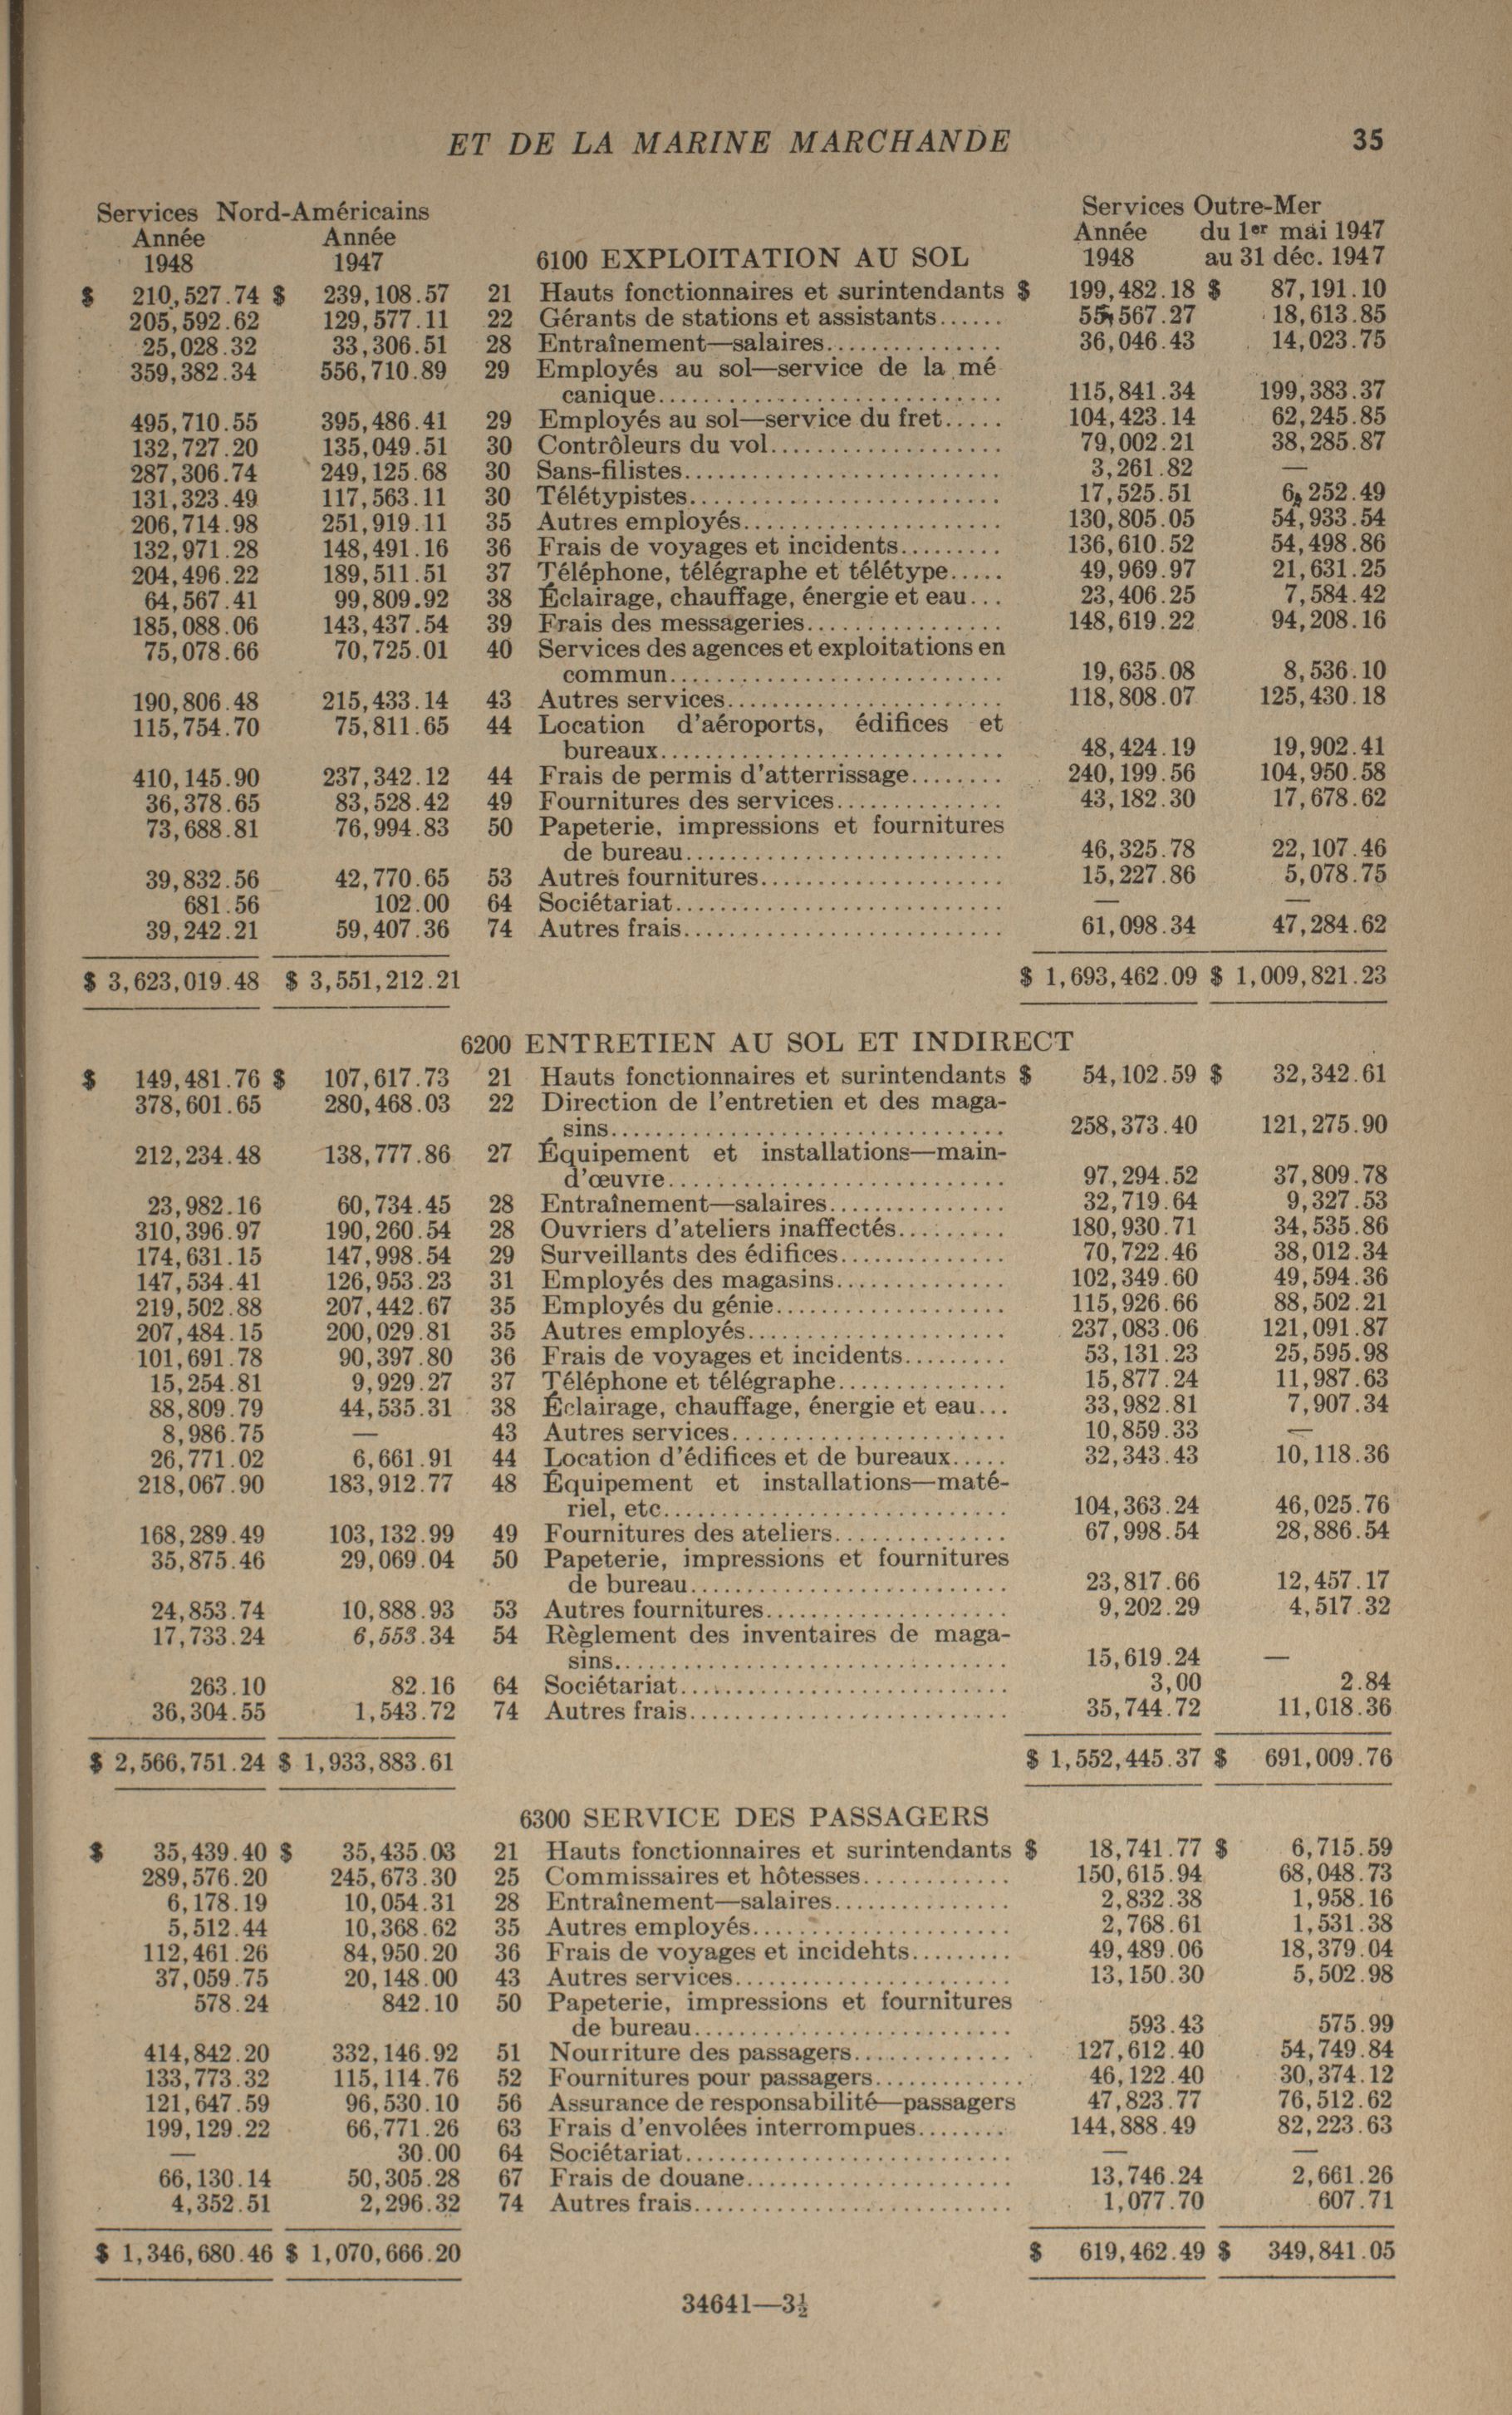 ET DE LA MARINE MARCHANDE 35
Services Nord-Américains Services Outre-Mer
Année Année Année du 1er mai 1947
1948 1947 6100 EXPLOITATION AU SOL 1948 au 31 déc. 1947
$ 210,527.74 $ 239,108.57 21 Hauts fonctionnaires et surintendants $ 199,482.18 $ 87,191.10
205,592.62 129,577.11 22 Gérants de stations et assistants...... 55,567.27 18,613.85
25,028.32 33,306.51 28 Entraînement—salaires............... 36,046.43 14,023.75
359,382.34 556,710.89 29 Employés au sol—service de la mé
canique............................ 115,841.34 199,383.37
495,710.55 395,486.41 29 Employés au sol—service du fret..... 104,423.14 62,245.85
132,727.20 135,049.51 30 Contrôleurs du vol................... 79,002.21 38,285.87
287,306.74 249,125.68 30 Sans-filistes.......................... 3,261.82 —
131,323.49 117,563.11 30 Télétypistes.......................... 17,525.51 6,252.49
206,714.98 251,919.11 35 Autres employés..................... 130,805.05 54,933.54
132,971.28 148,491.16 36 Frais de voyages et incidents......... 136,610.52 54,498.86
204,496.22 189,511.51 37 Téléphone, télégraphe et télétype..... 49,969.97 21,631.25
64,567.41 99,809.92 38 Éclairage, chauffage, énergie et eau... 23,406.25 7,584.42
185,088.06 143,437.54 39 Frais des messageries................ 148,619.22 94,208.16
75,078.66 70,725.01 40 Services des agences et exploitations en
commun........................... 19,635.08 8,536.10
190,806.48 215,433.14 43 Autres services....................... 118,808.07 125,430.18
115,754.70 75,811.65 44 Location d'aéroports, édifices et
bureaux............................ 48,424.19 19,902.41
410,145.90 237,342.12 44 Frais de permis d'atterrissage........ 240,199.56 104,950.58
36,378.65 83,528.42 49 Fournitures des services.............. 43,182.30 17,678.62
73,688.81 76,994.83 50 Papeterie, impressions et fournitures
de bureau.......................... 46,325.78 22,107.46
39,832.56 42,770.65 53 Autres fournitures.................... 15,227.86 5,078.75
681.56 102.00 64 Sociétariat........................... — —
39,242.21 59,407.36 74 Autres frais.......................... 61,098.34 47,284.62
$ 3,623,019.48 $ 3,551,212.21 $ 1,693,462.09 $ 1,009,821.23
6200 ENTRETIEN AU SOL ET INDIRECT
$ 149,481.76 $ 107,617.73 21 Hauts fonctionnaires et surintendants $ 54,102.59 $ 32,342.61
378,601.65 280,468.03 22 Direction de l'entretien et des maga-
sins................................ 258,373.40 121,275.90
212,234.48 138,777.86 27 Équipement et installations—main-
d'œuvre........................... 97,294.52 37,809.78
23,982.16 60,734.45 28 Entraînement—salaires............... 32,719.64 9,327.53
310,396.97 190,260.54 28 Ouvriers d'ateliers inaffectés......... 180,930.71 34,535.86
174,631.15 147,998.54 29 Surveillants des édifices.............. 70,722.46 38,012.34
147,534.41 126,953.23 31 Employés des magasins.............. 102,349.60 49,594.36
219,502.88 207,442.67 35 Employés du génie................... 115,926.66 88,502.21
207,484.15 200,029.81 35 Autres employés..................... 237,083.06 121,091.87
101,691.78 90,397.80 36 Frais de voyages et incidents......... 53,131.23 25,595.98
15,254.81 9,929.27 37 Téléphone et télégraphe.............. 15,877.24 11,987.63
88,809.79 44,535.31 38 Éclairage, chauffage, énergie et eau... 33,982.81 7,907.34
8,986.75 — 43 Autres services....................... 10,859.33 —
26,771.02 6,661.91 44 Location d'édifices et de bureaux..... 32,343.43 10,118.36
218,067.90 183,912.77 48 Équipement et installations—maté-
riel, etc............................ 104,363.24 46,025.76
168,289.49 103,132.99 49 Fournitures des ateliers.............. 67,998.54 28,886.54
35,875.46 29,069.04 50 Papeterie, impressions et fournitures
de bureau.......................... 23,817.66 12,457.17
24,853.74 10,888.93 53 Autres fournitures.................... 9,202.29 4,517.32
17,733.24 6,553.34 54 Règlement des inventaires de maga-
sins................................ 15,619.24 —
263.10 82.16 64 Sociétariat........................... 3,00 2.84
36,304.55 1,543.72 74 Autres frais.......................... 35,744.72 11,018.36
$ 2,566,751.24 $ 1,933,883.61 $ 1,552,445.37 $ 691,009.76
6300 SERVICE DES PASSAGERS
$ 35,439.40 $ 35,435.03 21 Hauts fonctionnaires et surintendants $ 18,741.77 $ 6,715.59
289,576.20 245,673.30 25 Commissaires et hôtesses............ 150,615.94 68,048.73
6,178.19 10,054.31 28 Entraînement—salaires............... 2,832.38 1,958.16
5,512.44 10,368.62 35 Autres employés..................... 2,768.61 1,531.38
112,461.26 84,950.20 36 Frais de voyages et incidehts......... 49,489.06 18,379.04
37,059.75 20,148.00 43 Autres services....................... 13,150.30 5,502.98
578.24 842.10 50 Papeterie, impressions et fournitures
de bureau.......................... 593.43 575.99
414,842.20 332,146.92 51 Nourriture des passagers.............. 127,612.40 54,749.84
133,773.32 115,114.76 52 Fournitures pour passagers............. 46,122.40 30,374.12
121,647.59 96,530.10 56 Assurance de responsabilité—passagers 47,823.77 76,512.62
199,129.22 66,771.26 63 Frais d'envolées interrompues........ 144,888.49 82,223.63
— 30.00 64 Sociétariat........................... — —
66,130.14 50,305.28 67 Frais de douane...................... 13,746.24 2,661.26
4,352.51 2,296.32 74 Autres frais.......................... 1,077.70 607.71
$ 1,346,680.46 $ 1,070,666.20 $ 619,462.49 $ 349,841.05
34641—3½